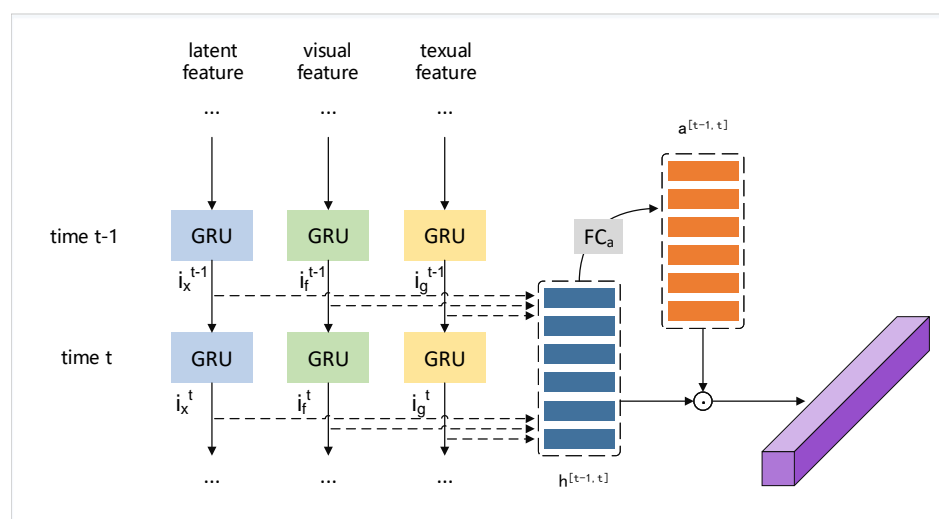 latent feature
visual feature
texual feature
...
...
...
a[t-1, t]
time t-1
GRU
GRU
GRU
FCa
ix t-1
if t-1
ig t-1
time t
GRU
GRU
GRU
ix t
if t
ig t
...
...
...
h[t-1, t]